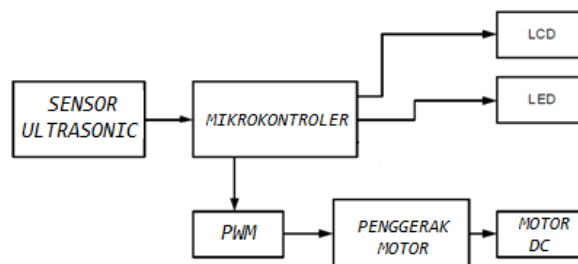 LCD
SENSOR
ULTRASONIC
MIKROKONTROLER
LED
PWM
PENGGERAK
MOTOR
MOTOR
DC